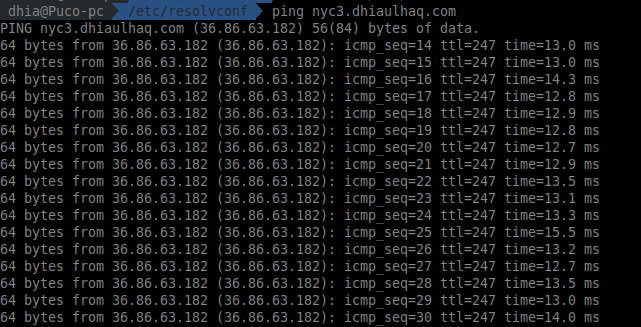 dhia@Puco-pc /etc/resolvconf ping nyc3.dhiaulhaq.com
PING nyc3.dhiaulhaq.com (36.86.63.182) 56(84) bytes of data.
64 bytes from 36.86.63.182 (36.86.63.182): icmp_seq=14 ttl=247 time=13.0 ms
64 bytes from 36.86.63.182 (36.86.63.182): icmp_seq=15 ttl=247 time=13.0 ms
64 bytes from 36.86.63.182 (36.86.63.182): icmp_seq=16 ttl=247 time=14.3 ms
64 bytes from 36.86.63.182 (36.86.63.182): icmp_seq=17 ttl=247 time=12.8 ms
64 bytes from 36.86.63.182 (36.86.63.182): icmp_seq=18 ttl=247 time=12.9 ms
64 bytes from 36.86.63.182 (36.86.63.182): icmp_seq=19 ttl=247 time=12.8 ms
64 bytes from 36.86.63.182 (36.86.63.182): icmp_seq=20 ttl=247 time=12.7 ms
64 bytes from 36.86.63.182 (36.86.63.182): icmp_seq=21 ttl=247 time=12.9 ms
64 bytes from 36.86.63.182 (36.86.63.182): icmp_seq=22 ttl=247 time=13.5 ms
64 bytes from 36.86.63.182 (36.86.63.182): icmp_seq=23 ttl=247 time=13.1 ms
64 bytes from 36.86.63.182 (36.86.63.182): icmp_seq=24 ttl=247 time=13.3 ms
64 bytes from 36.86.63.182 (36.86.63.182): icmp_seq=25 ttl=247 time=15.5 ms
64 bytes from 36.86.63.182 (36.86.63.182): icmp_seq=26 ttl=247 time=13.2 ms
64 bytes from 36.86.63.182 (36.86.63.182): icmp_seq=27 ttl=247 time=12.7 ms
64 bytes from 36.86.63.182 (36.86.63.182): icmp_seq=28 ttl=247 time=13.5 ms
64 bytes from 36.86.63.182 (36.86.63.182): icmp_seq=29 ttl=247 time=13.0 ms
64 bytes from 36.86.63.182 (36.86.63.182): icmp_seq=30 ttl=247 time=14.0 ms